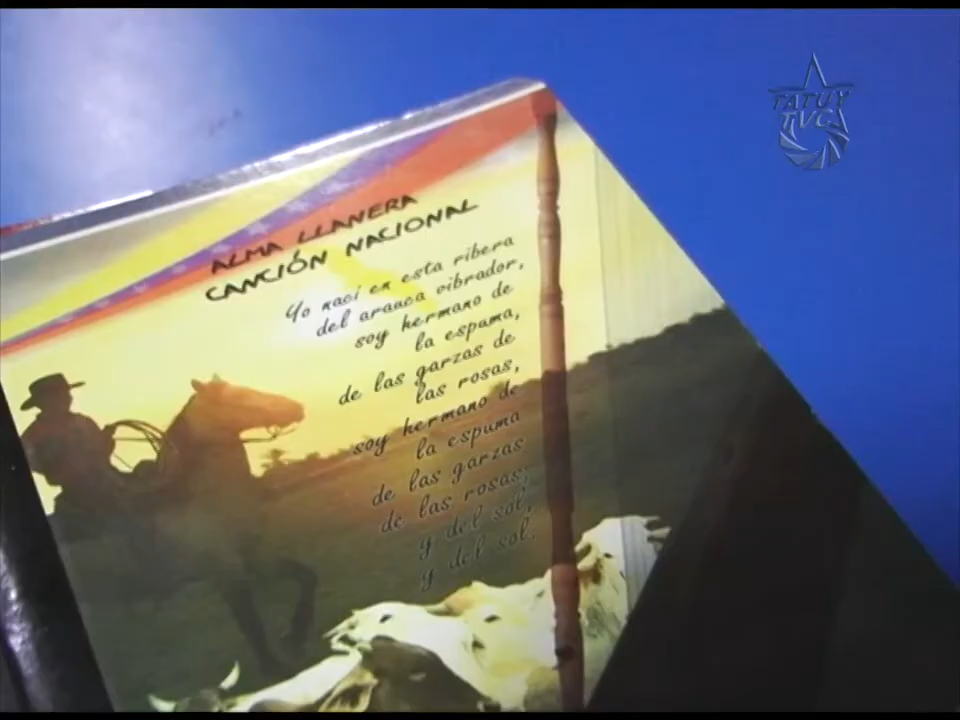 TATUY
TVC
ALMA LLANERA
CANCIÓN NACIONAL
Yo nací en esta ribera
del arauca vibrador,
soy hermano de
la espuma,
de las garzas de
las rosas,
soy hermano de
la espuma
de las garzas
de las rosas;
y del sol,
y del sol.